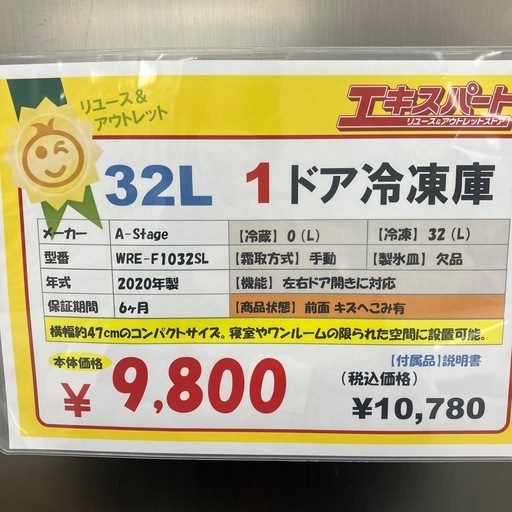 リユース&
アウトレット
エキスパート
リユース&アウトレットストア
32L 1ドア冷凍庫
メーカー A-Stage 【冷蔵】0(L) 【冷凍】32(L)
型番 WRE-F1032SL 【霜取方式】手動 【製氷皿】欠品
年式 2020年製 【機能】左右ドア開きに対応
保証期間 6ヶ月 【商品状態】前面 キズへこみ有
横幅約47cmのコンパクトサイズ。寝室やワンルームの限られた空間に設置可能。
本体価格 【付属品】説明書
¥9,800 (税込価格)
¥10,780